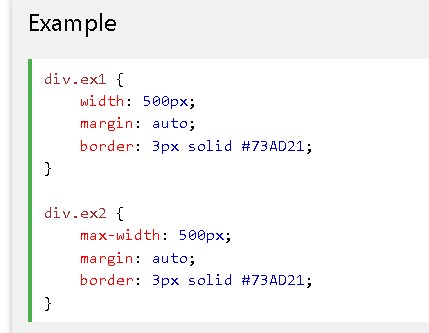 Example
div.ex1 {
    width: 500px;
    margin: auto;
    border: 3px solid #73AD21;
}

div.ex2 {
    max-width: 500px;
    margin: auto;
    border: 3px solid #73AD21;
}